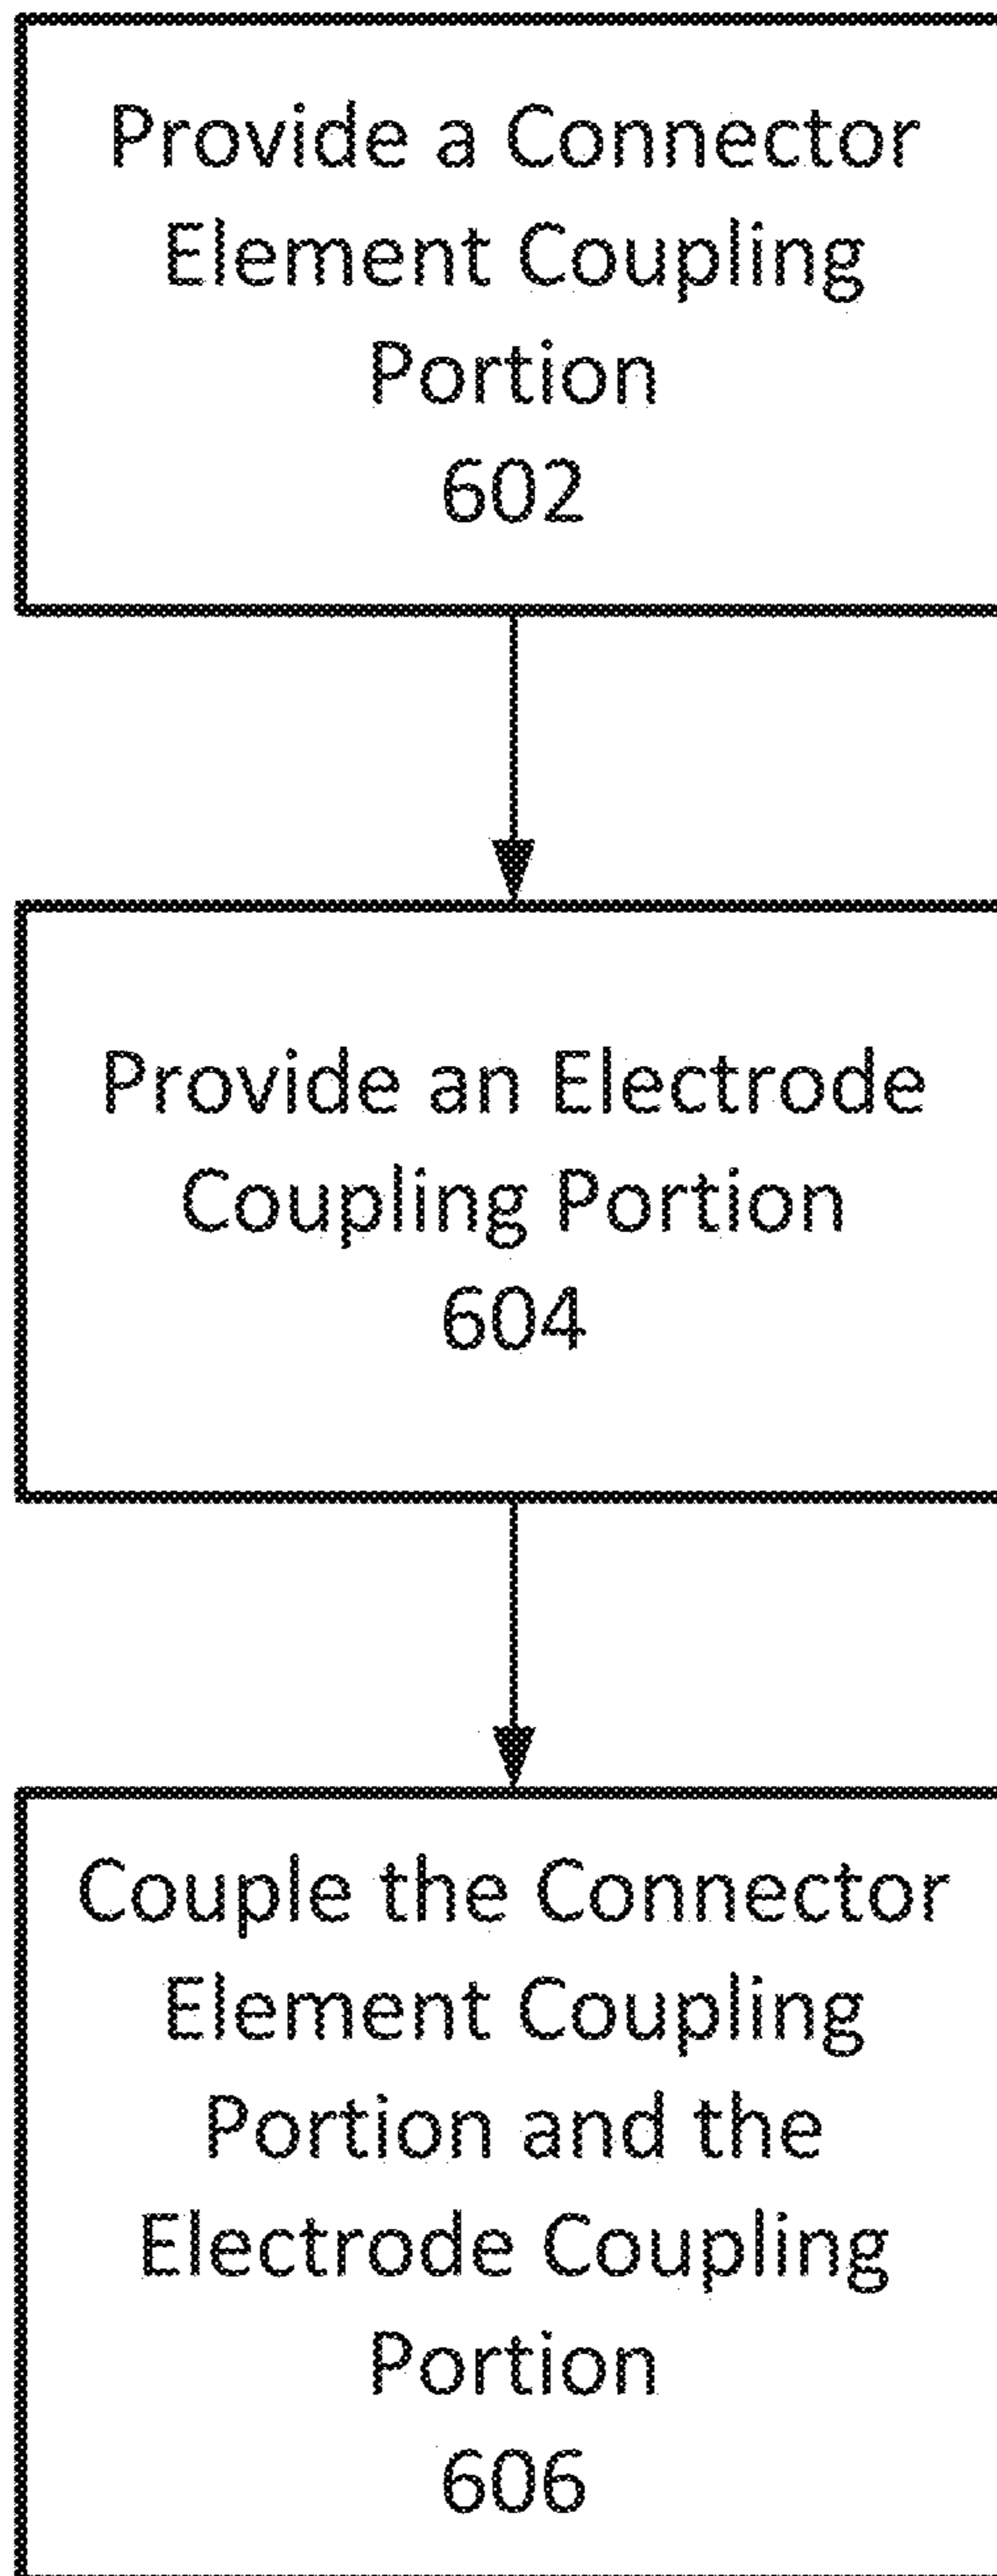 Provide a Connector
Element Coupling
Portion
602
Provide an Electrode
Coupling Portion
604
Couple the Connector
Element Coupling
Portion and the
Electrode Coupling
Portion
606